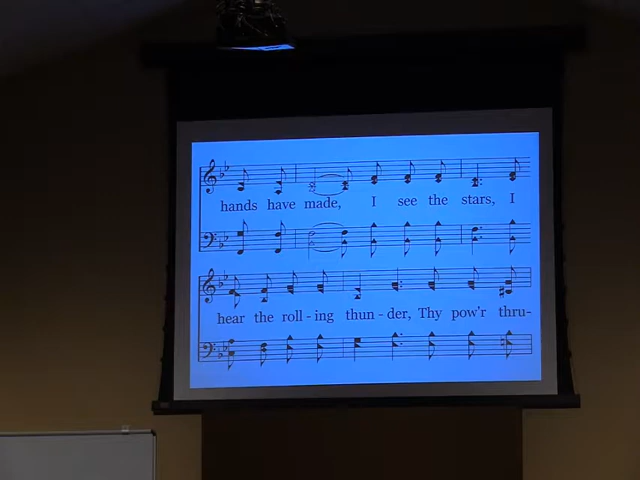 hands have made, I see the stars, I
hear the roll - ing thun - der, Thy pow'r thru-